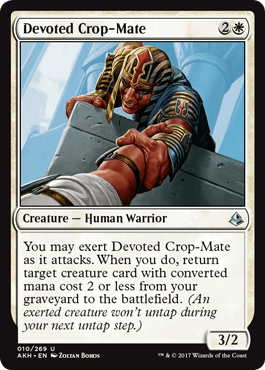 Devoted Crop-Mate 2
Creature — Human Warrior
You may exert Devoted Crop-Mate
as it attacks. When you do, return
target creature card with converted
mana cost 2 or less from your
graveyard to the battlefield. (An
exerted creature won't untap during
your next untap step.)
3/2
010/269 U
AKH • EN Zoltan Boros
™ & © 2017 Wizards of the Coast